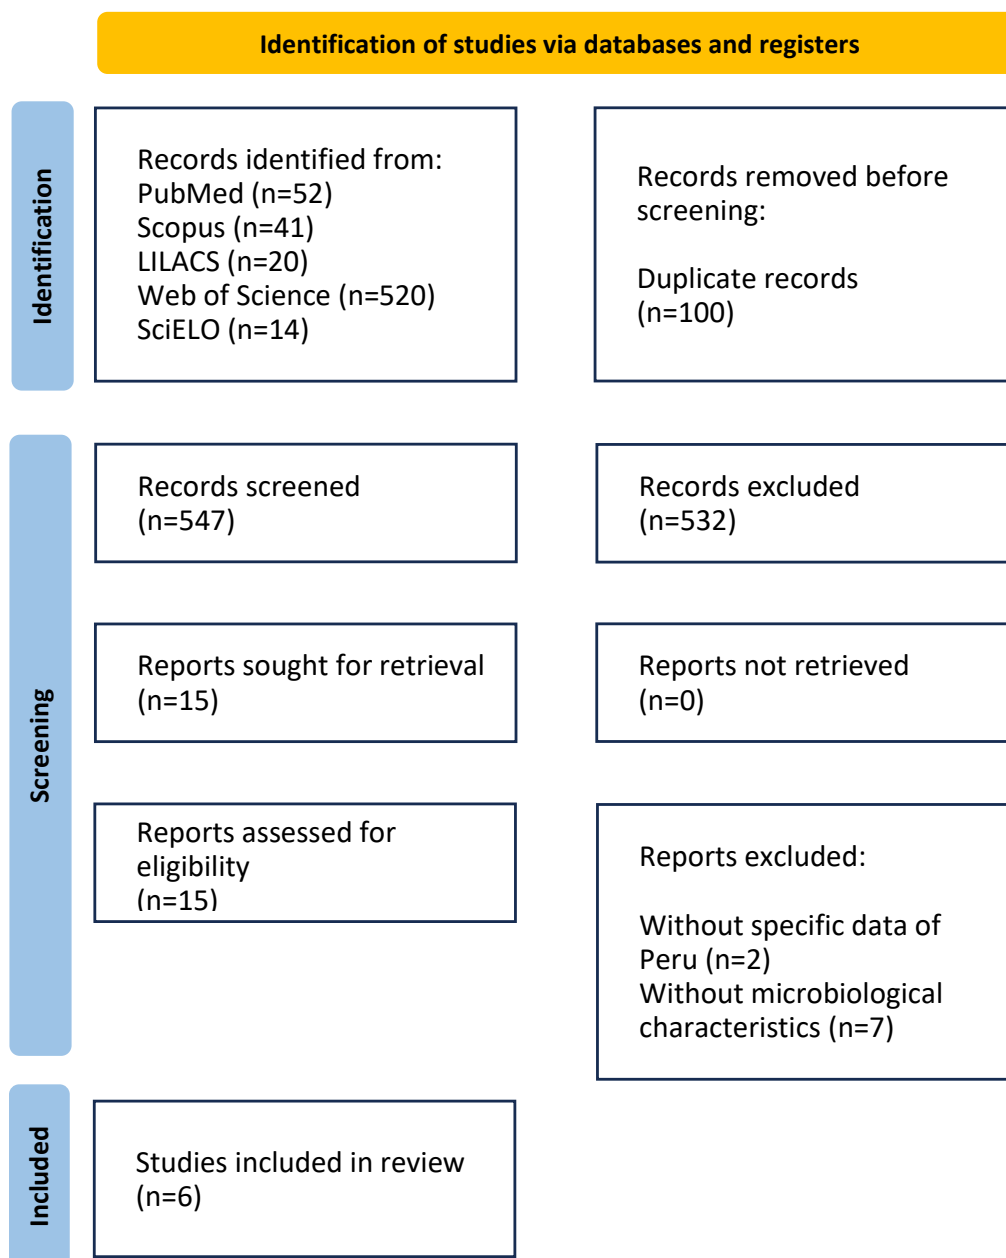 Identification of studies via databases and registers
Identification
Records identified from:
PubMed (n=52)
Scopus (n=41)
LILACS (n=20)
Web of Science (n=520)
SciELO (n=14)
Records removed before
screening:
Duplicate records
(n=100)
Screening
Records screened
(n=547)
Records excluded
(n=532)
Reports sought for retrieval
(n=15)
Reports not retrieved
(n=0)
Reports assessed for
eligibility
(n=15)
Reports excluded:
Without specific data of
Peru (n=2)
Without microbiological
characteristics (n=7)
Included
Studies included in review
(n=6)